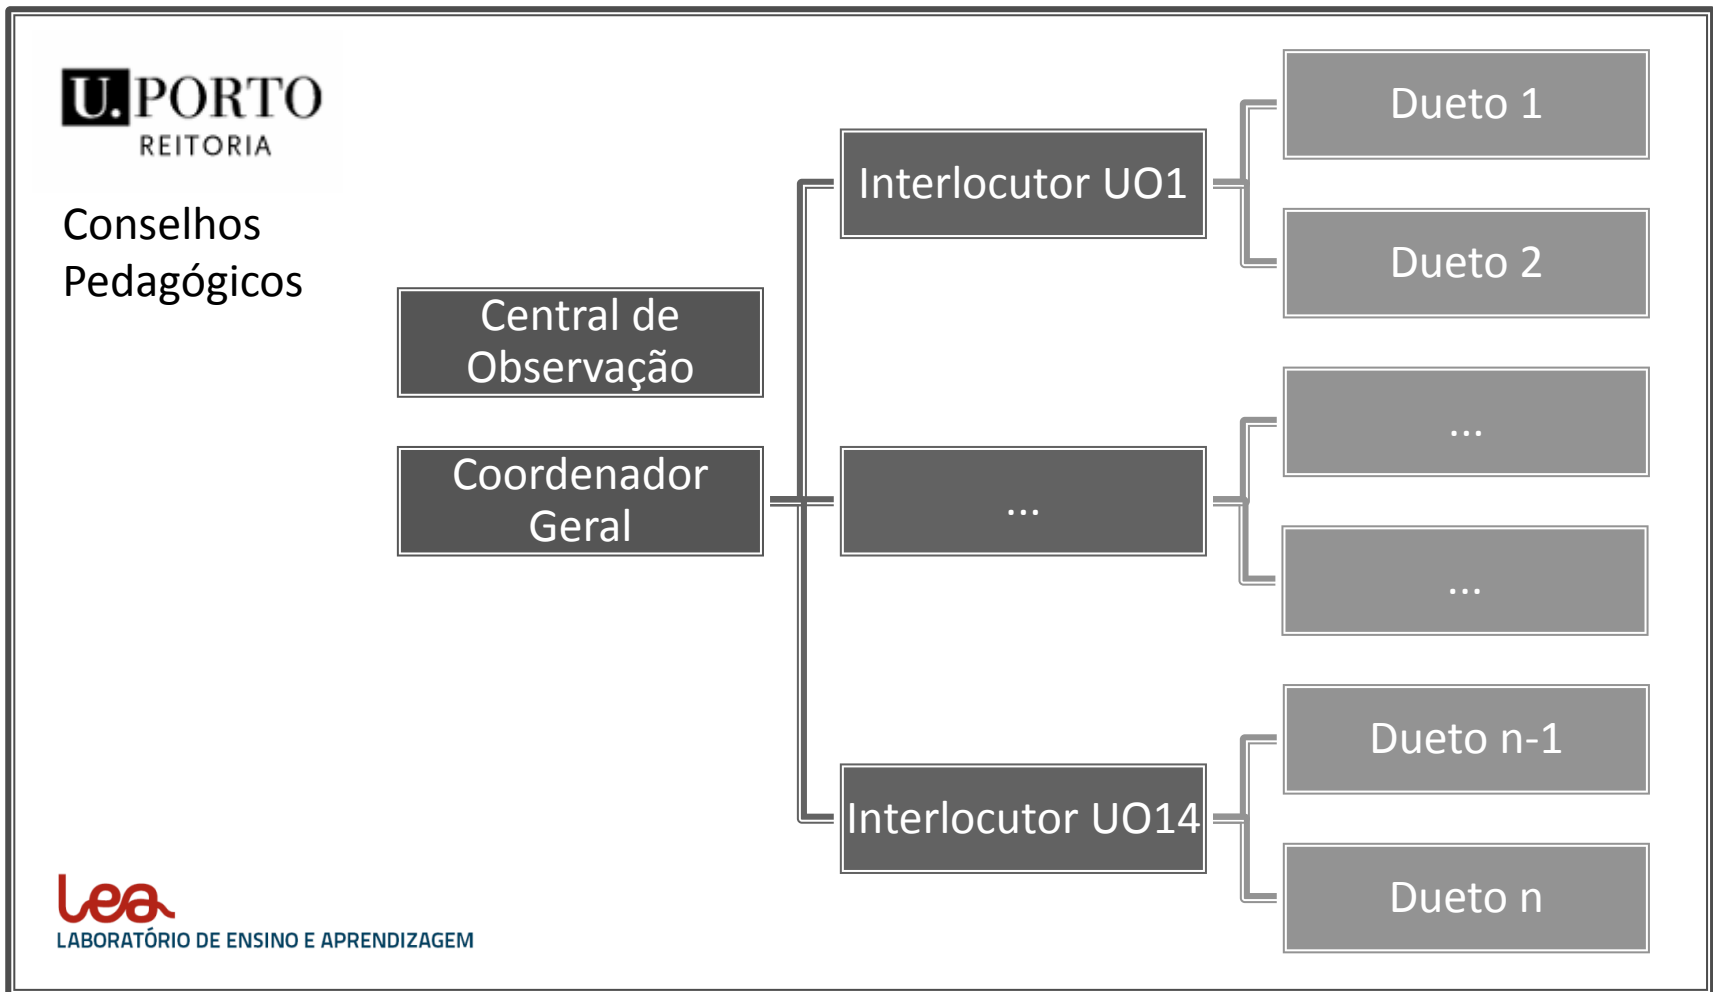 U.PORTO
REITORIA
Conselhos
Pedagógicos
Central de
Observação
Coordenador
Geral
Interlocutor UO1
...
Interlocutor UO14
Dueto 1
Dueto 2
...
...
Dueto n-1
Dueto n
Lea
LABORATÓRIO DE ENSINO E APRENDIZAGEM